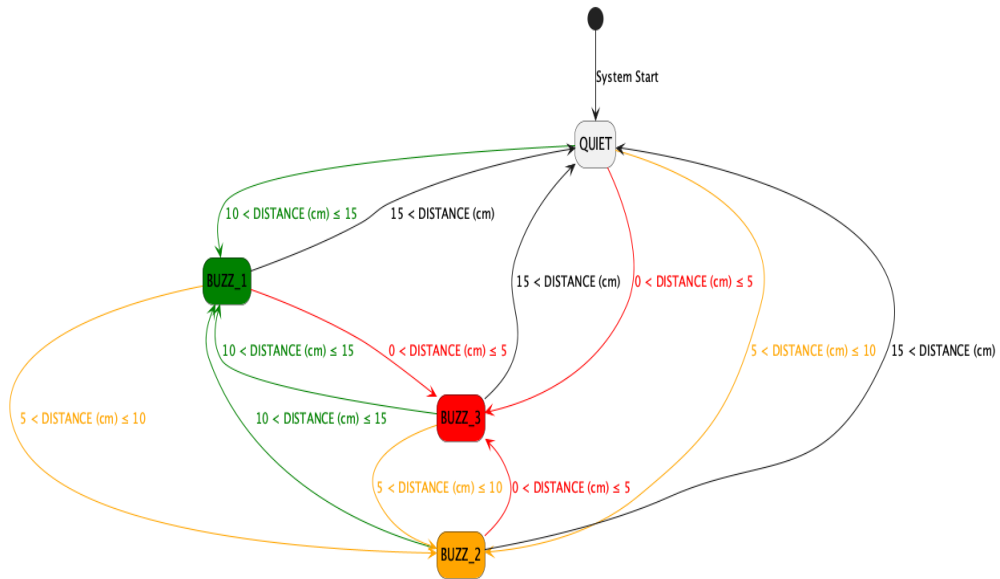 System Start
QUIET
10 < DISTANCE (cm) ≤ 15
15 < DISTANCE (cm)
BUZZ_1
15 < DISTANCE (cm)
0 < DISTANCE (cm) ≤ 5
10 < DISTANCE (cm) ≤ 15
0 < DISTANCE (cm) ≤ 5
5 < DISTANCE (cm) ≤ 10
15 < DISTANCE (cm)
5 < DISTANCE (cm) ≤ 10
10 < DISTANCE (cm) ≤ 15
BUZZ_3
5 < DISTANCE (cm) ≤ 10
0 < DISTANCE (cm) ≤ 5
BUZZ_2